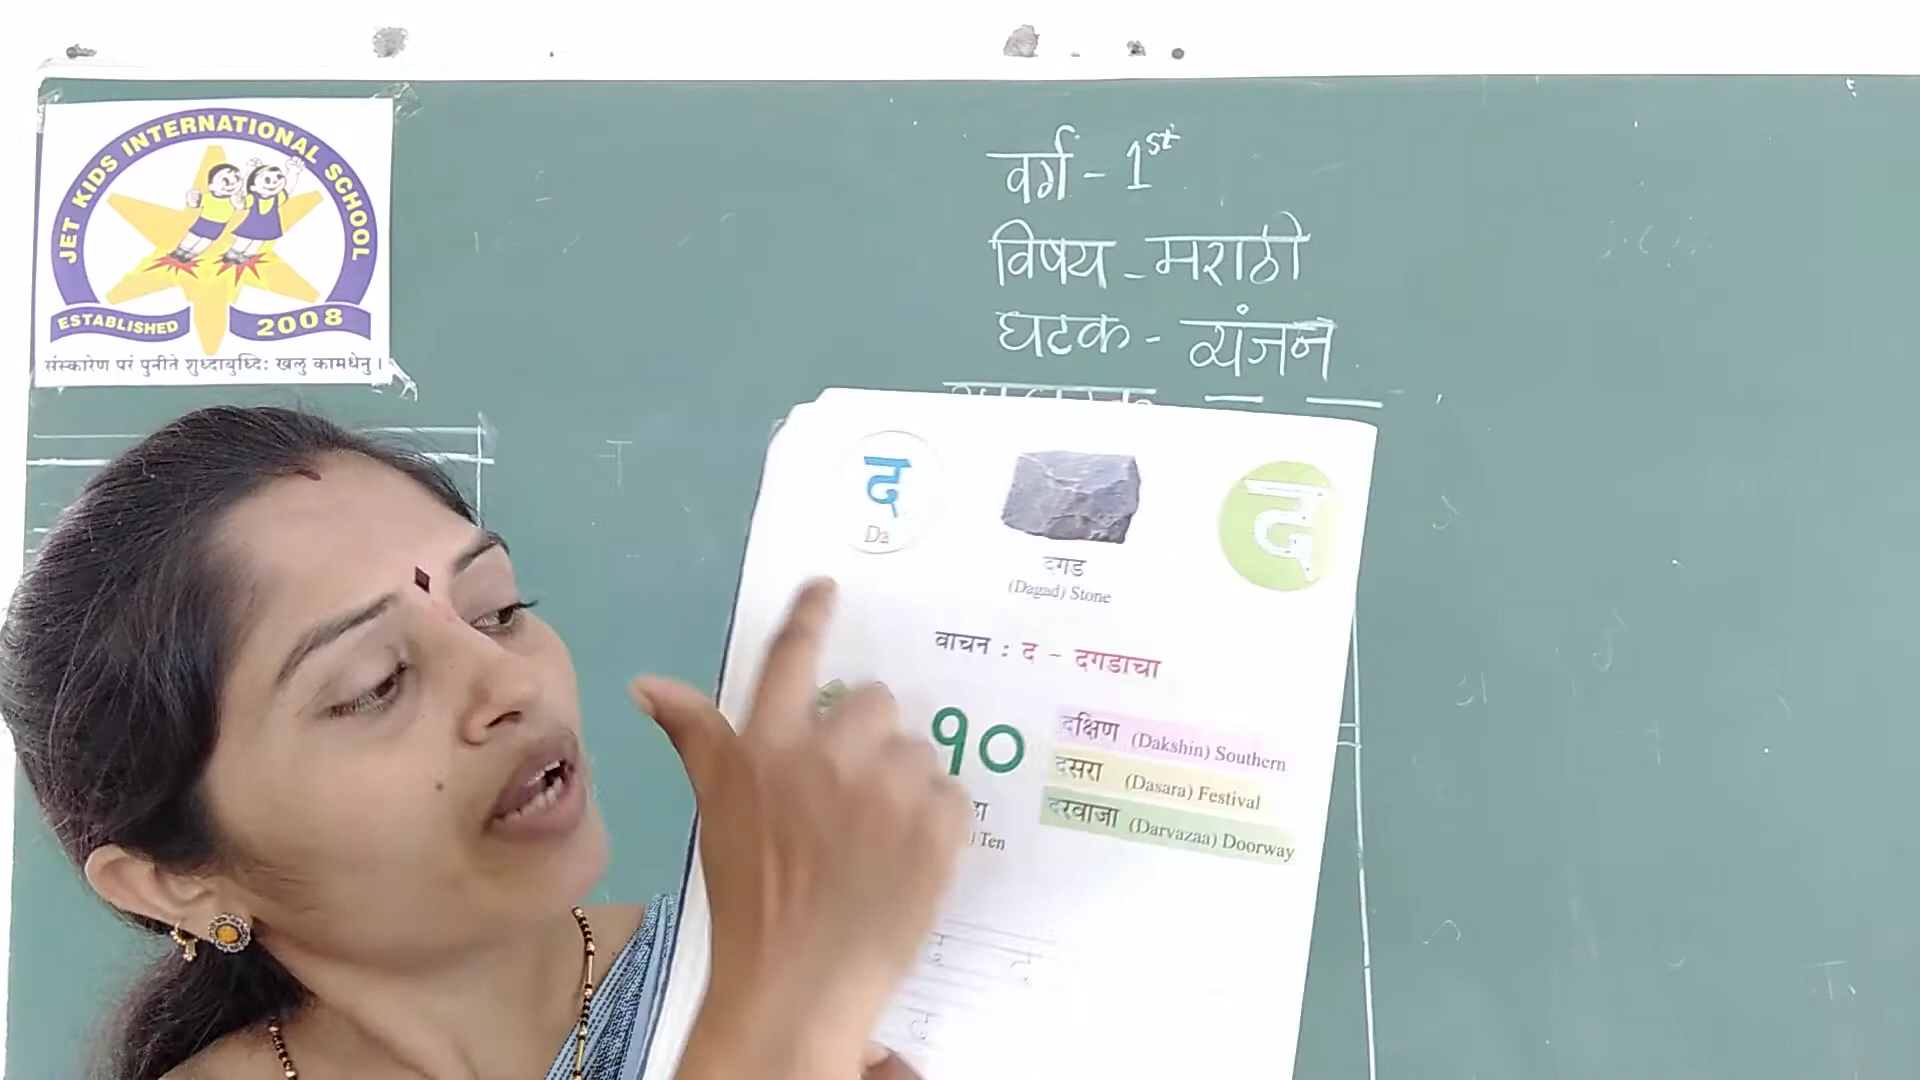 JET KIDS INTERNATIONAL SCHOOL
ESTABLISHED 2008
संस्कारेण परं पुनीते शुध्दाबुध्दिः खलु कामधेनु।
वर्ग - 1st
विषय - मराठी
घटक - व्यंजन
द
Da
दगड
(Dagad) Stone
द
वाचन : द - दगडाचा
१०
Ten
दक्षिण (Dakshin) Southern
दसरा (Dasara) Festival
दरवाजा (Darvazaa) Doorway
द द
द